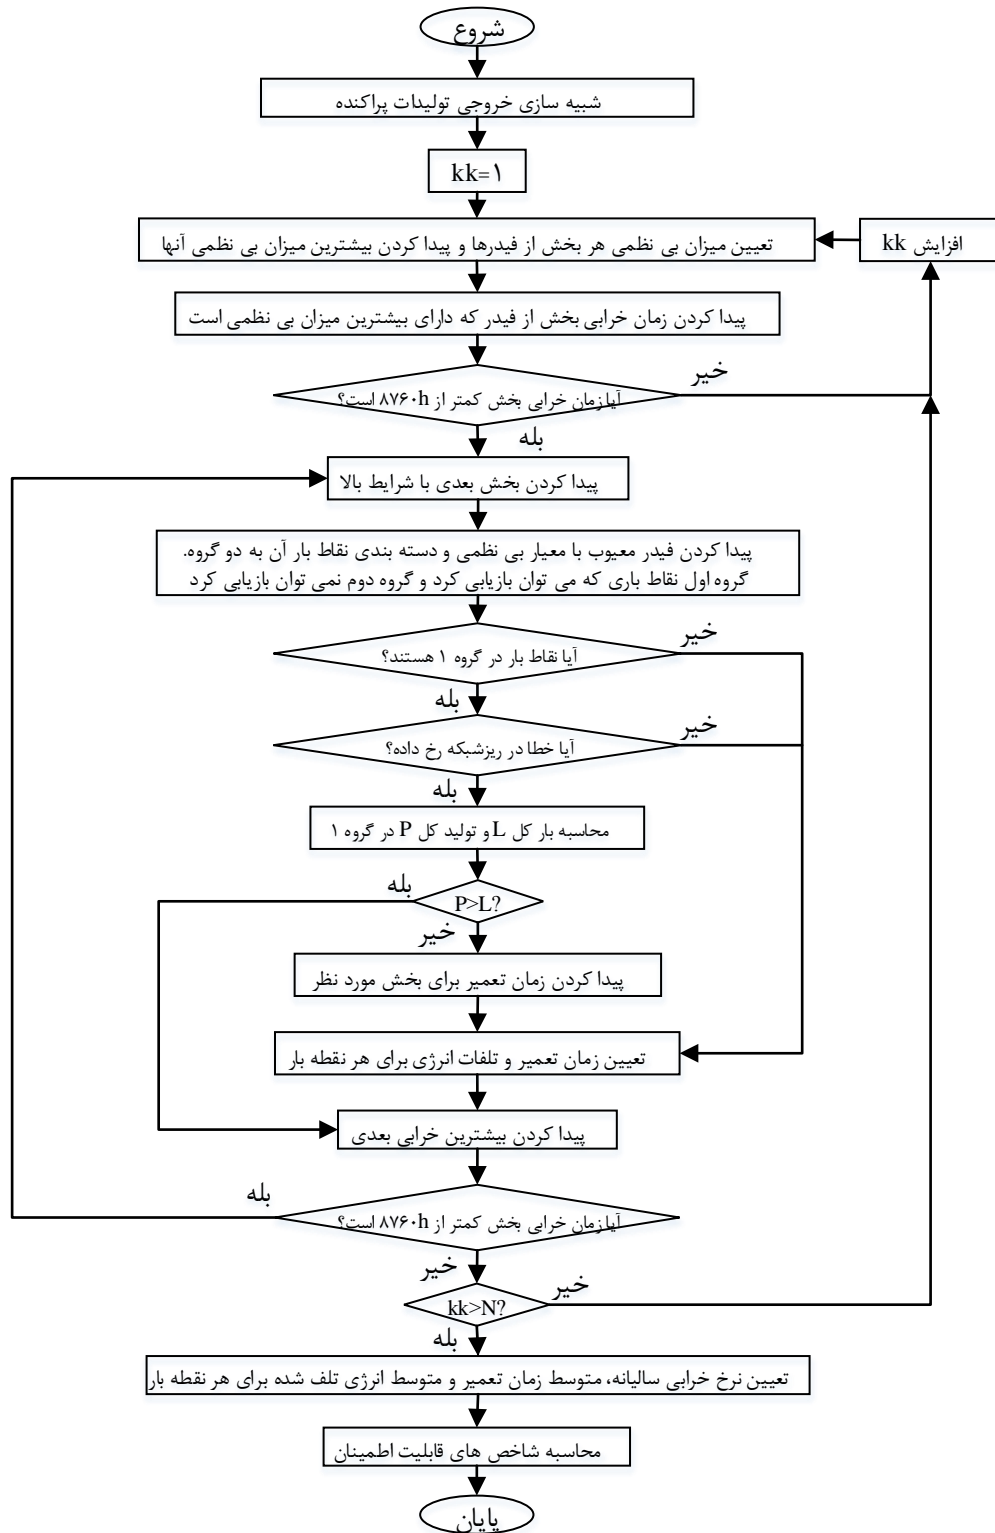 شروع
شبیه سازی خروجی تولیدات پراکنده
kk=۱
تعیین میزان بی نظمی هر بخش از فیدرها و پیدا کردن بیشترین میزان بی نظمی آنها
افزایش kk
پیدا کردن زمان خرابی بخش از فیدر که دارای بیشترین میزان بی نظمی است
خیر
آیا زمان خرابی بخش کمتر از ۸۷۶۰h است؟
بله
پیدا کردن بخش بعدی با شرایط بالا
پیدا کردن فیدر معیوب با معیار بی نظمی و دسته بندی نقاط بار آن به دو گروه.
گروه اول نقاط باری که می توان بازیابی کرد و گروه دوم نمی توان بازیابی کرد
خیر
آیا نقاط بار در گروه ۱ هستند؟
بله
خیر
آیا خطا در ریزشبکه رخ داده؟
بله
محاسبه بار کل L و تولید کل P در گروه ۱
بله
P>L?
خیر
پیدا کردن زمان تعمیر برای بخش مورد نظر
تعیین زمان تعمیر و تلفات انرژی برای هر نقطه بار
پیدا کردن بیشترین خرابی بعدی
بله
آیا زمان خرابی بخش کمتر از ۸۷۶۰h است؟
خیر
خیر
kk>N?
بله
تعیین نرخ خرابی سالیانه، متوسط زمان تعمیر و متوسط انرژی تلف شده برای هر نقطه بار
محاسبه شاخص های قابلیت اطمینان
پایان